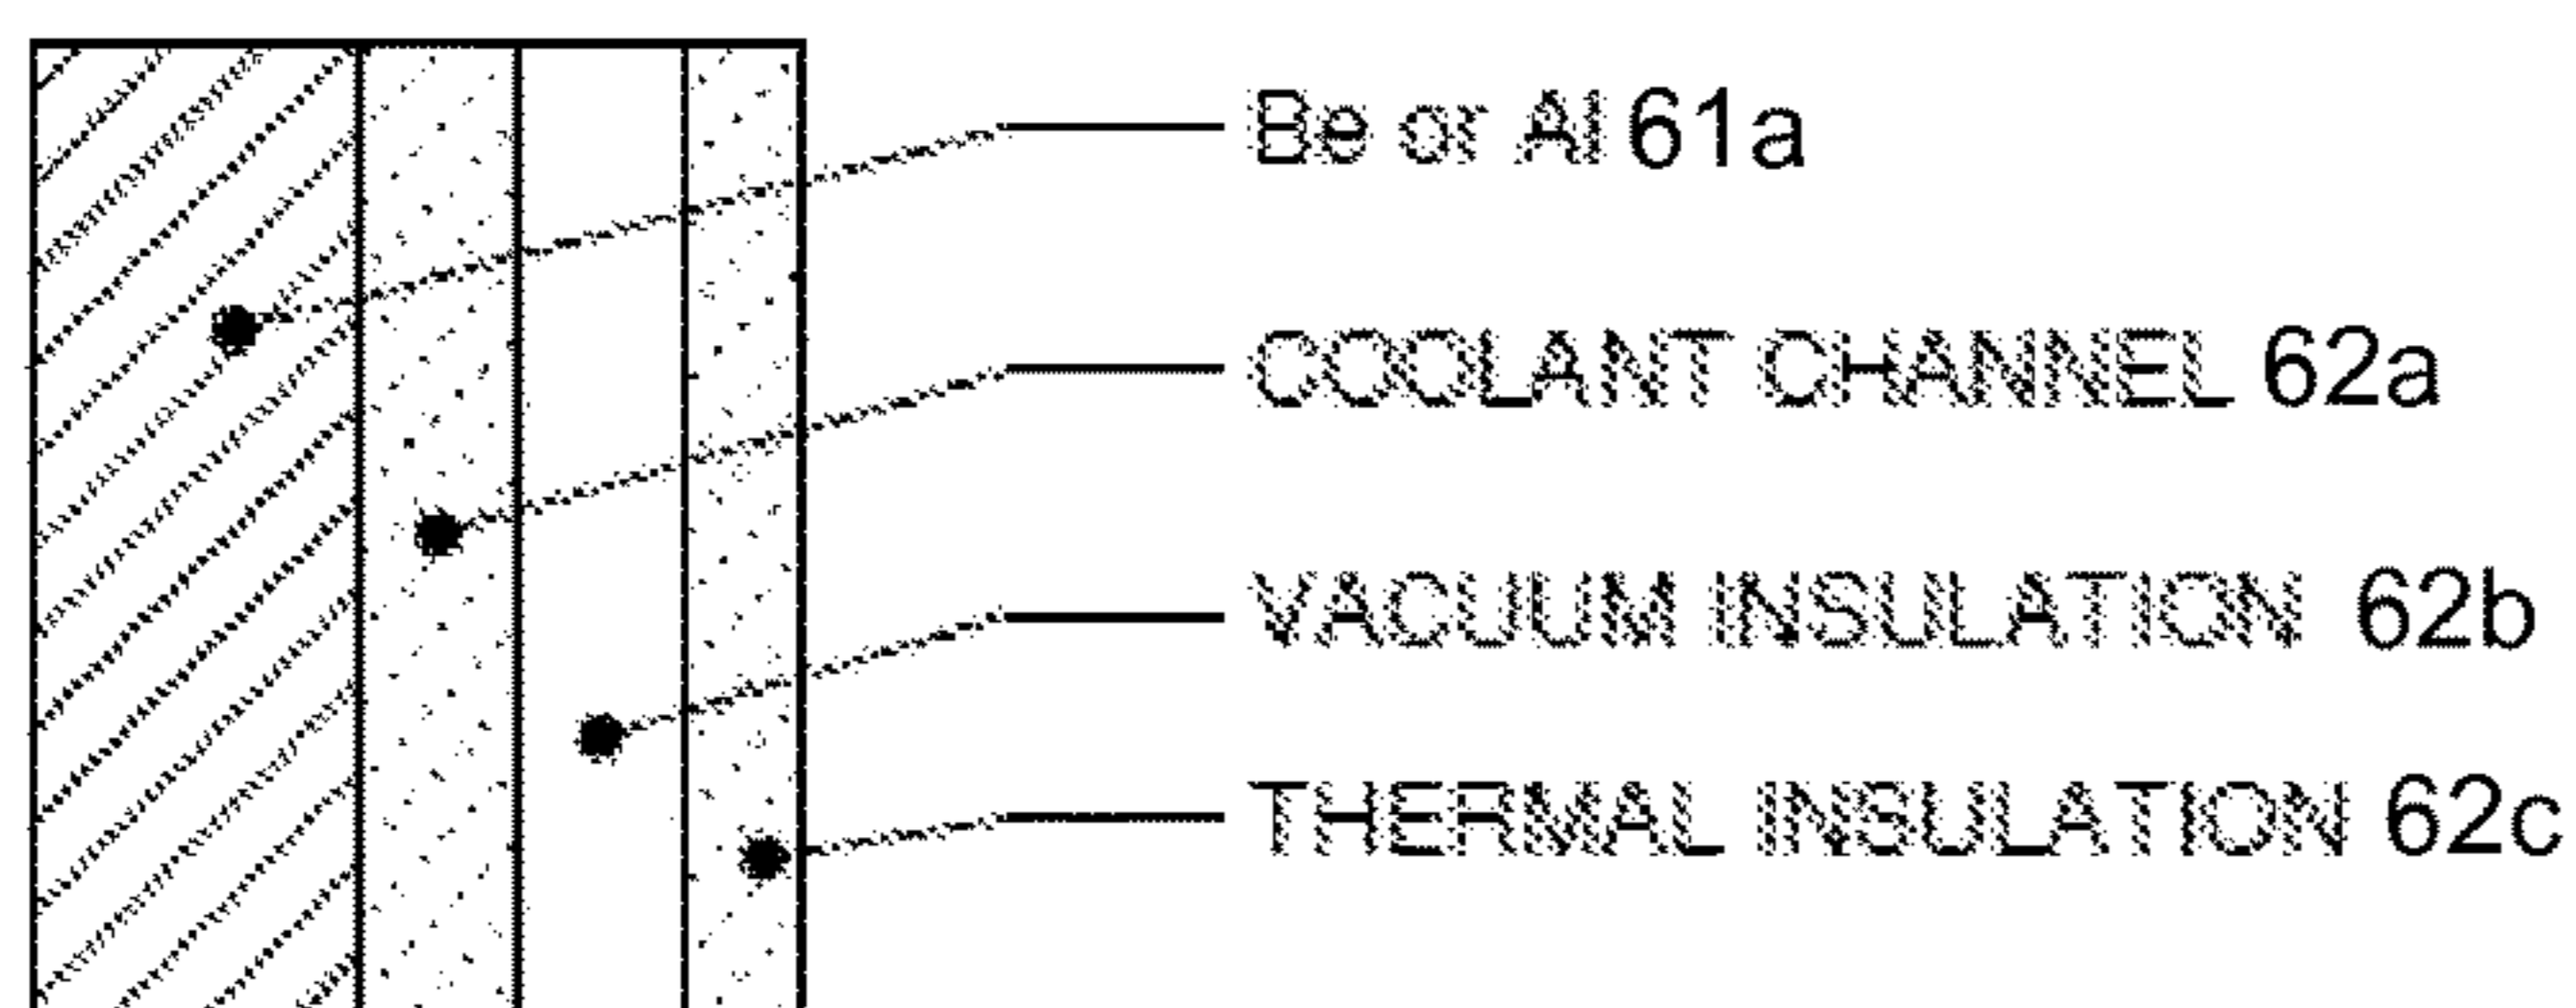 Be or Al 61a
COOLANT CHANNEL 62a
VACUUM INSULATION 62b
THERMAL INSULATION 62c